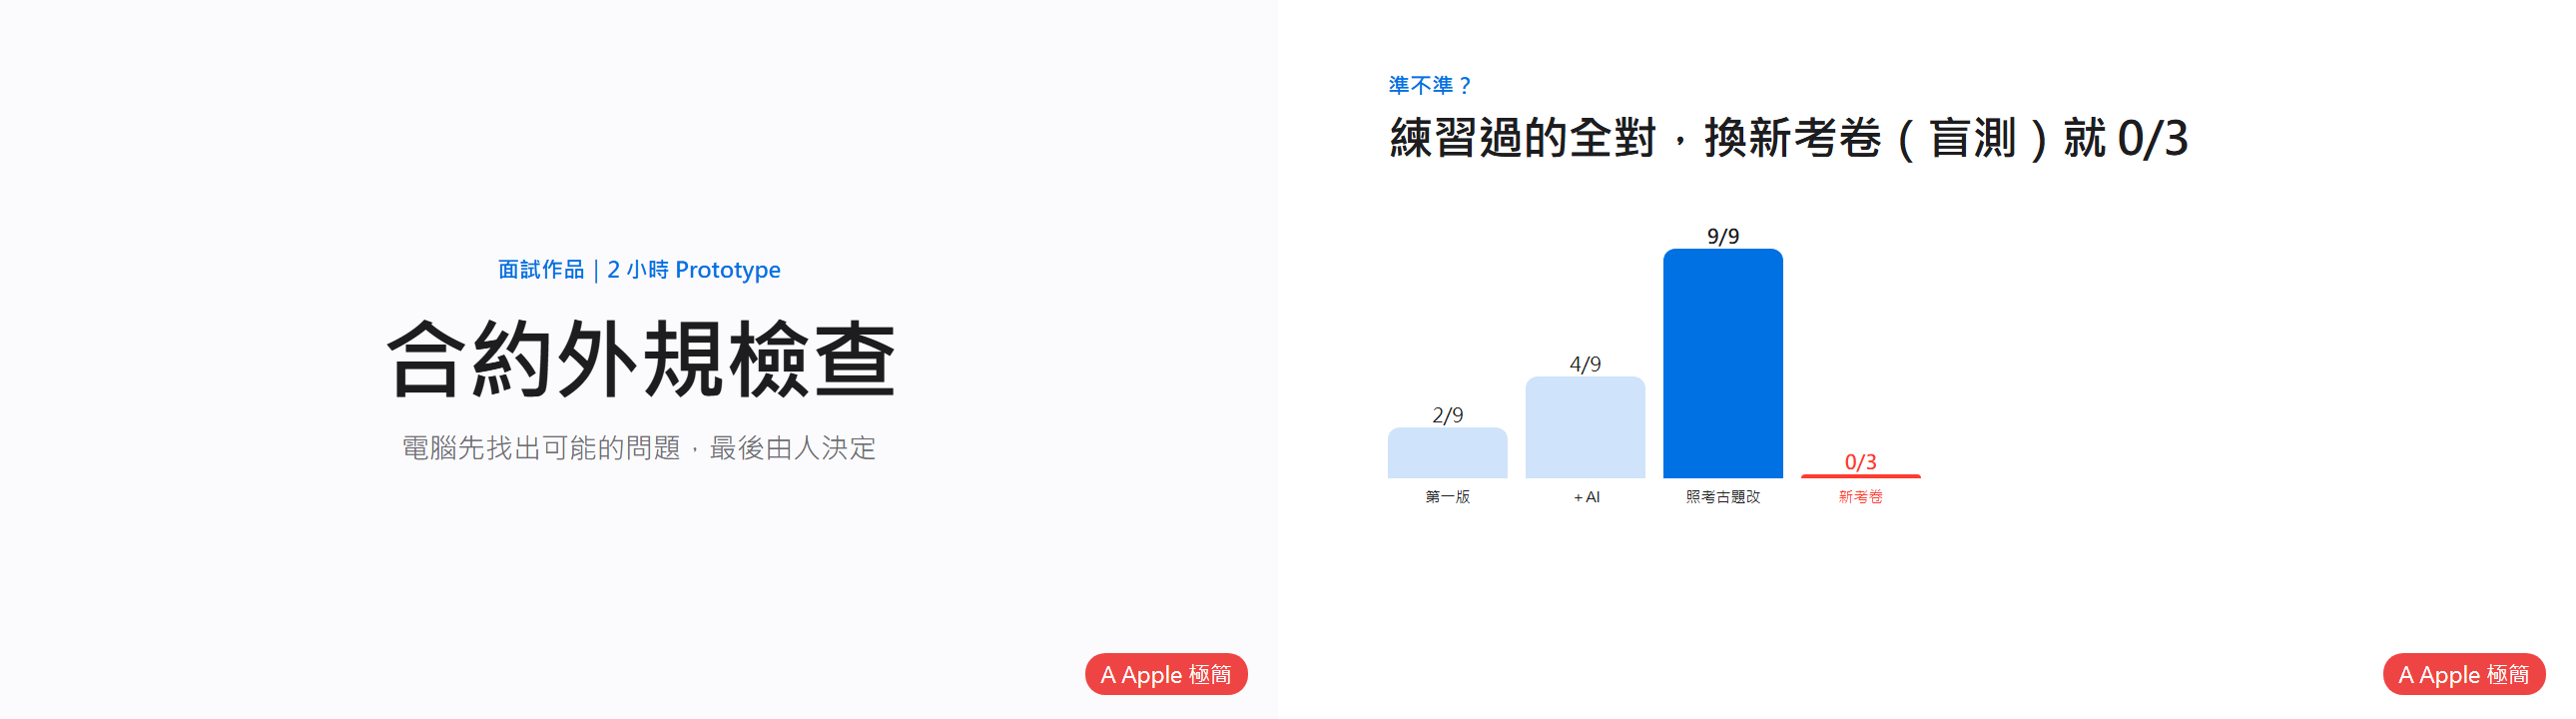 面試作品｜2 小時 Prototype
合約外規檢查
電腦先找出可能的問題，最後由人決定
A Apple 極簡
準不準？
練習過的全對，換新考卷（盲測）就 0/3
9/9
4/9
2/9
0/3
第一版
+ AI
照考古題改
新考卷
A Apple 極簡